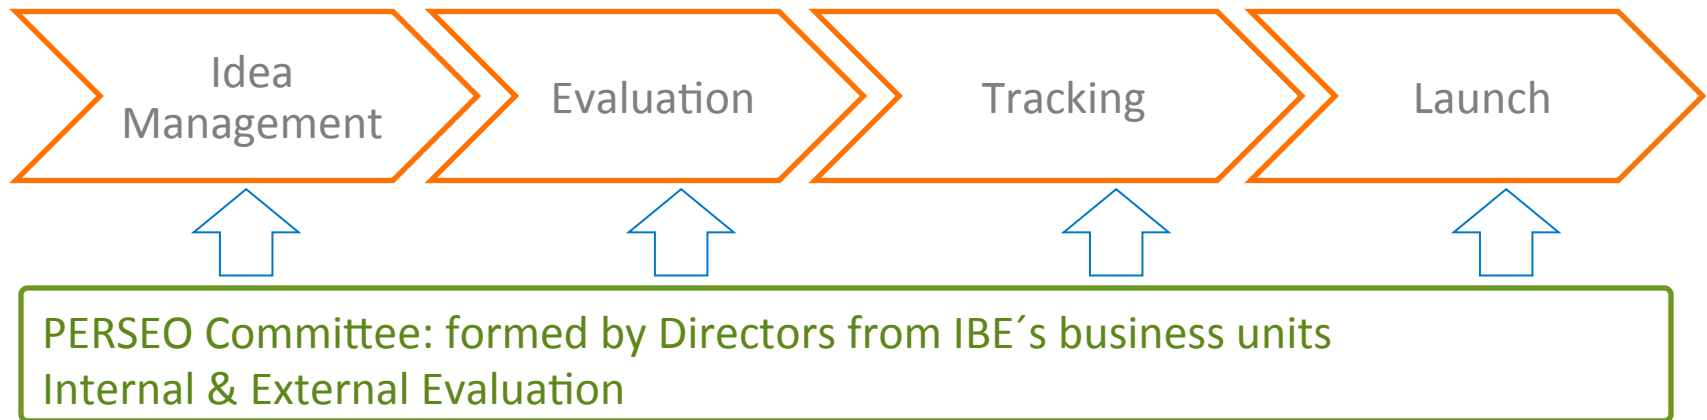 Idea
Management
Evaluation
Tracking
Launch
PERSEO Committee: formed by Directors from IBE´s business units
Internal & External Evaluation